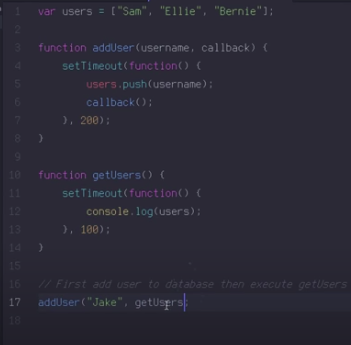 1 var users = ["Sam", "Ellie", "Bernie"];
2
3 function addUser(username, callback) {
4 setTimeout(function() {
5 users.push(username);
6 callback();
7 }, 200);
8 }
9
10 function getUsers() {
11 setTimeout(function() {
12 console.log(users);
13 }, 100);
14 }
15
16 // First add user to database then execute getUsers
17 addUser("Jake", getUsers;
18